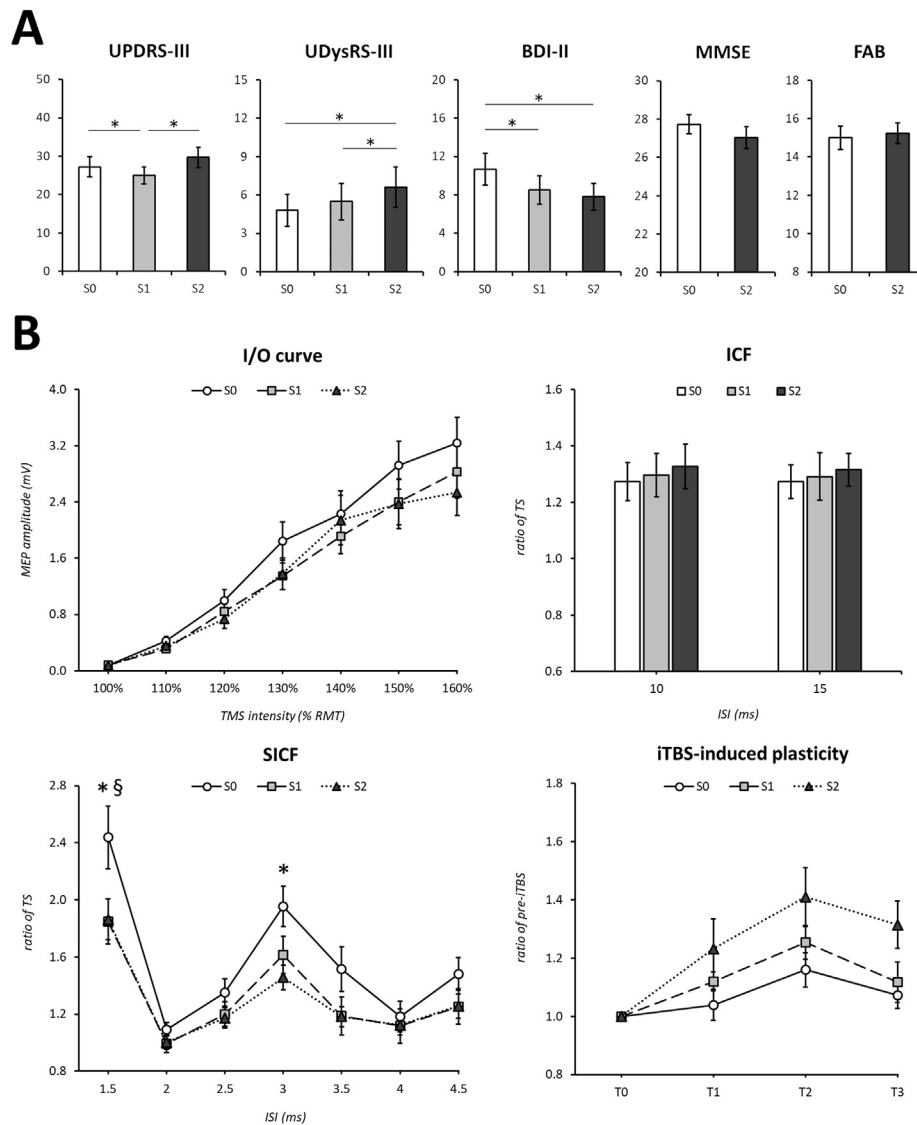 A
UPDRS-III
50
40
30
20
10
0
*
*
S0
S1
S2
UDysRS-III
15
12
9
6
3
0
*
*
S0
S1
S2
BDI-II
20
16
12
8
4
0
*
*
S0
S1
S2
MMSE
30
28
26
24
22
20
S0
S2
FAB
18
16
14
12
10
8
S0
S2
B
I/O curve
S0
S1
S2
MEP amplitude (mV)
4.0
3.2
2.4
1.6
0.8
0.0
100%
110%
120%
130%
140%
150%
160%
TMS intensity (% RMT)
ICF
S0
S1
S2
ratio of TS
1.6
1.4
1.2
1.0
0.8
0.6
10
15
ISI (ms)
SICF
S0
S1
S2
ratio of TS
2.8
2.4
2.0
1.6
1.2
0.8
* §
*
1.5
2
2.5
3
3.5
4
4.5
ISI (ms)
iTBS-induced plasticity
S0
S1
S2
ratio of pre-iTBS
1.8
1.6
1.4
1.2
1.0
0.8
T0
T1
T2
T3